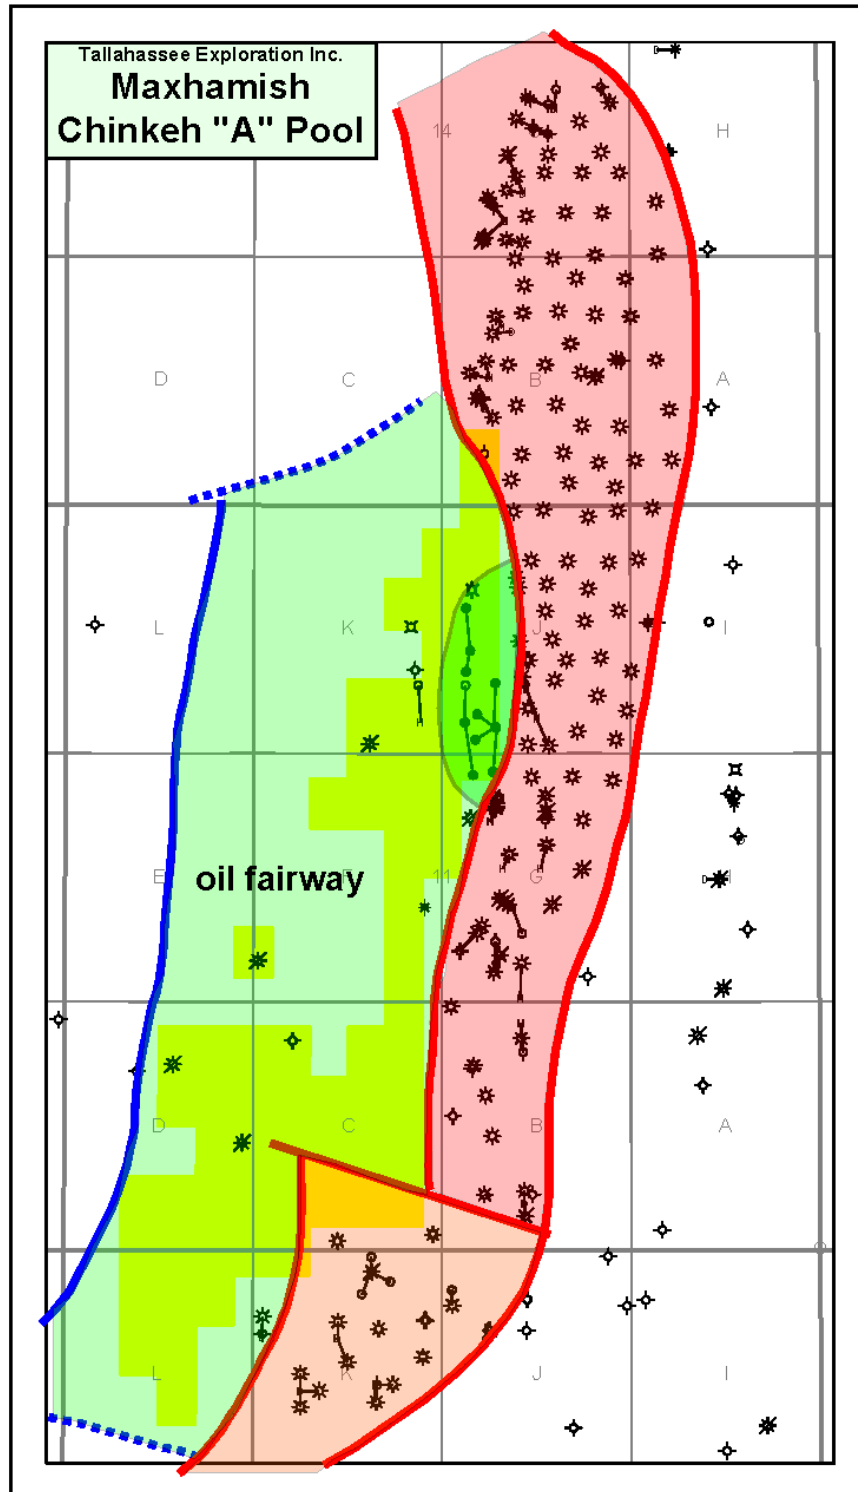 Tallahassee Exploration Inc.
Maxhamish
Chinkeh "A" Pool
14
H
D
C
B
A
L
K
J
I
E
F
11
G
oil fairway
D
C
B
A
L
K
J
I